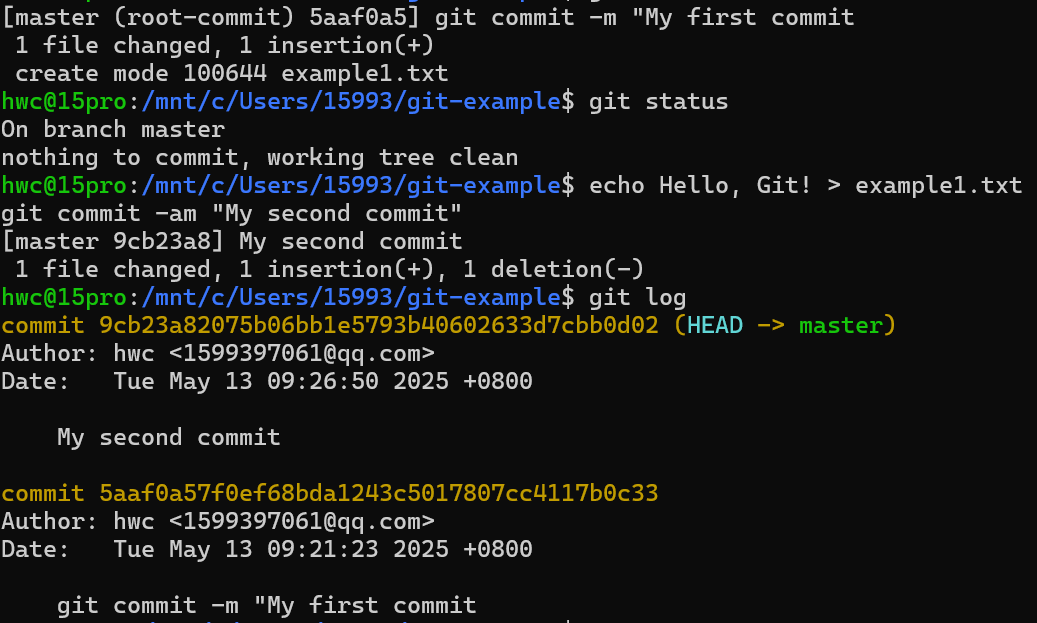 [master (root-commit) 5aaf0a5] git commit -m "My first commit
 1 file changed, 1 insertion(+)
 create mode 100644 example1.txt
hwc@15pro:/mnt/c/Users/15993/git-example$ git status
On branch master
nothing to commit, working tree clean
hwc@15pro:/mnt/c/Users/15993/git-example$ echo Hello, Git! > example1.txt
git commit -am "My second commit"
[master 9cb23a8] My second commit
 1 file changed, 1 insertion(+), 1 deletion(-)
hwc@15pro:/mnt/c/Users/15993/git-example$ git log
commit 9cb23a82075b06bb1e5793b40602633d7cbb0d02 (HEAD -> master)
Author: hwc <1599397061@qq.com>
Date:   Tue May 13 09:26:50 2025 +0800

    My second commit

commit 5aaf0a57f0ef68bda1243c5017807cc4117b0c33
Author: hwc <1599397061@qq.com>
Date:   Tue May 13 09:21:23 2025 +0800

    git commit -m "My first commit